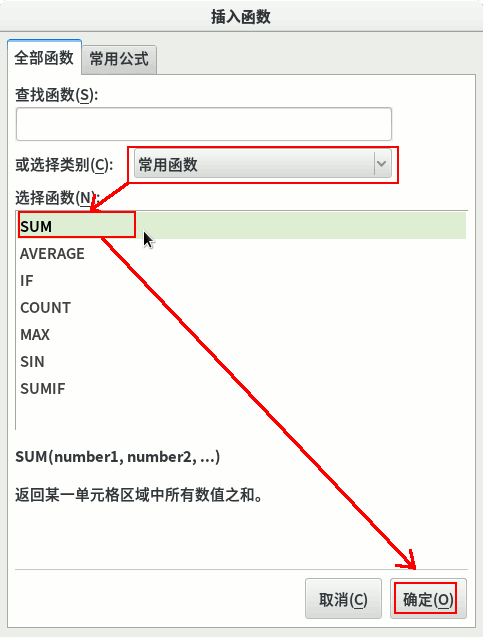 插入函数
全部函数 常用公式
查找函数(S):
或选择类别(C): 常用函数
选择函数(N):
SUM
AVERAGE
IF
COUNT
MAX
SIN
SUMIF
SUM(number1, number2, ...)
返回某一单元格区域中所有数值之和。
取消(C) 确定(O)